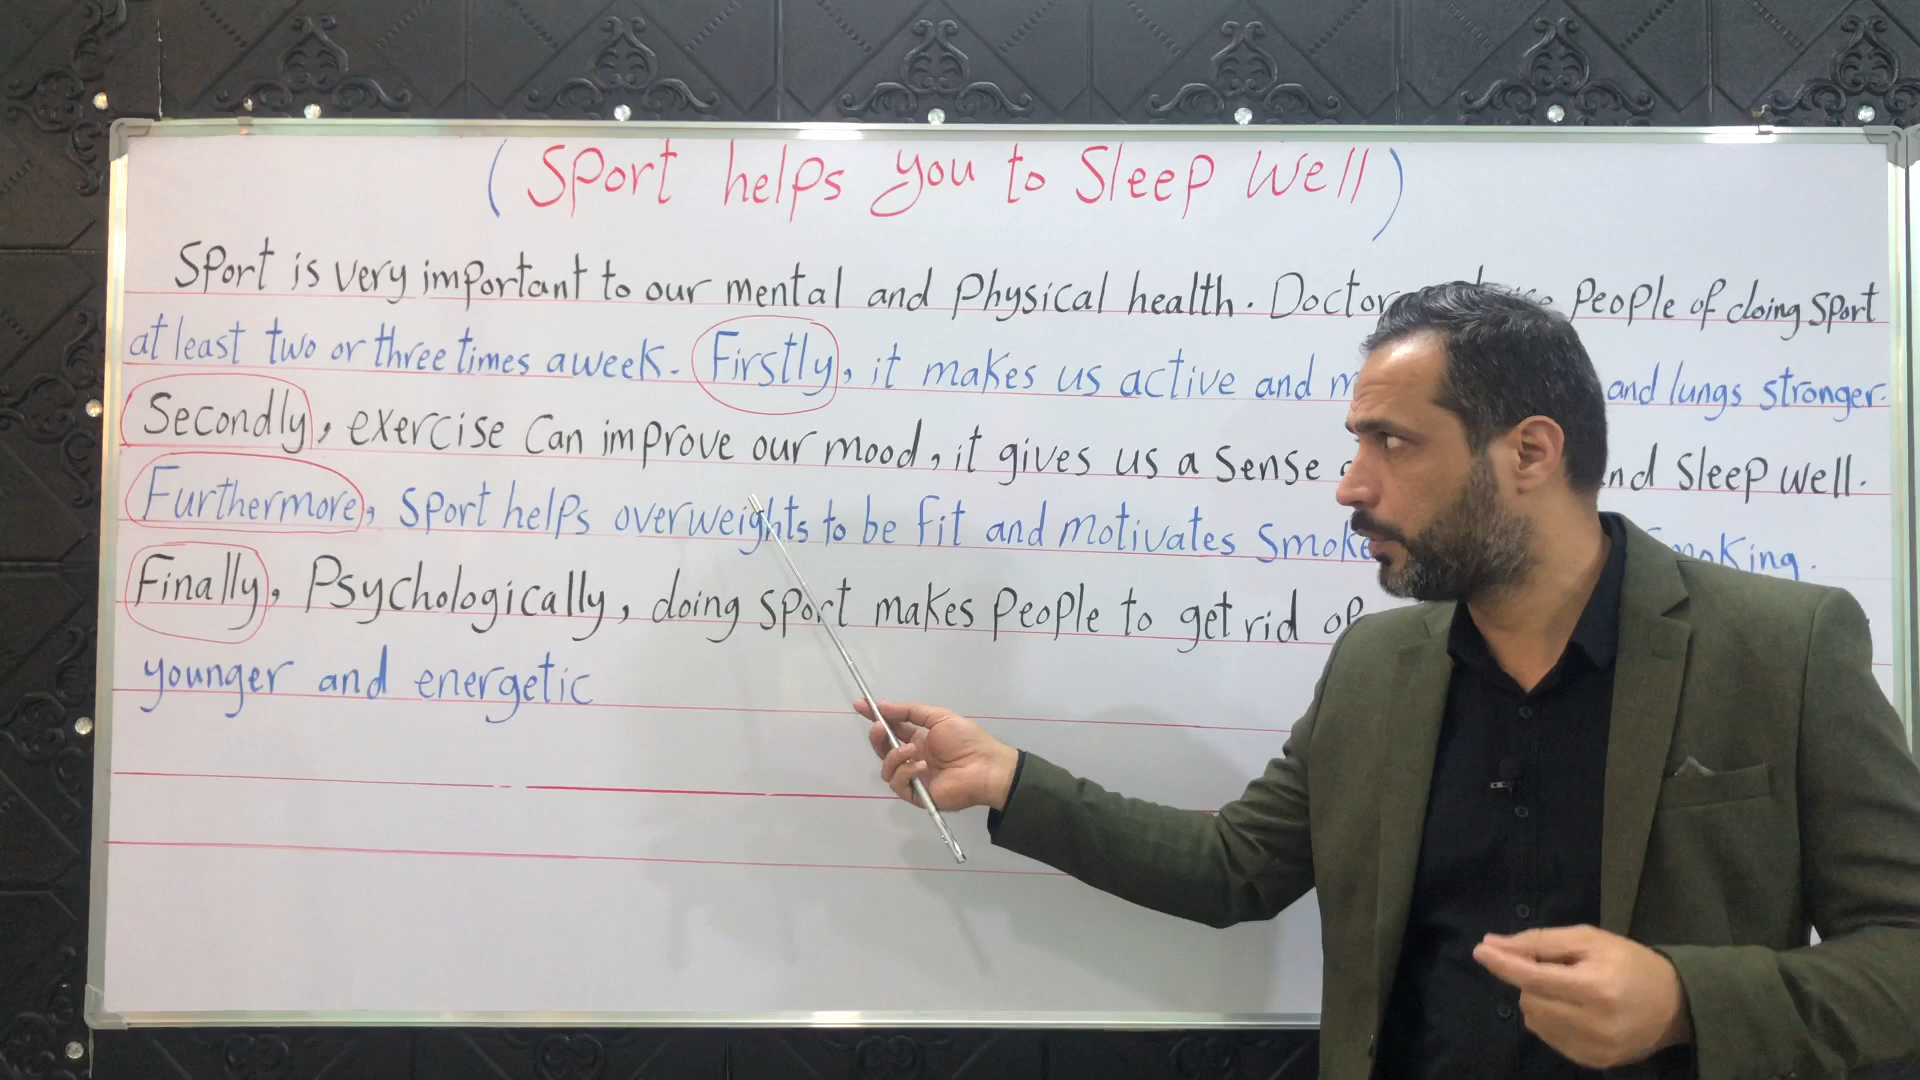 (Sport helps you to Sleep Well)
Sport is very important to our mental and physical health. Doctors People of doing sport
at least two or three times a week. Firstly, it makes us active and and lungs stronger.
Secondly, exercise can improve our mood, it gives us a sense and sleep well.
Furthermore, sport helps overweights to be fit and motivates smoking.
Finally, Psychologically, doing sport makes people to get rid of
younger and energetic